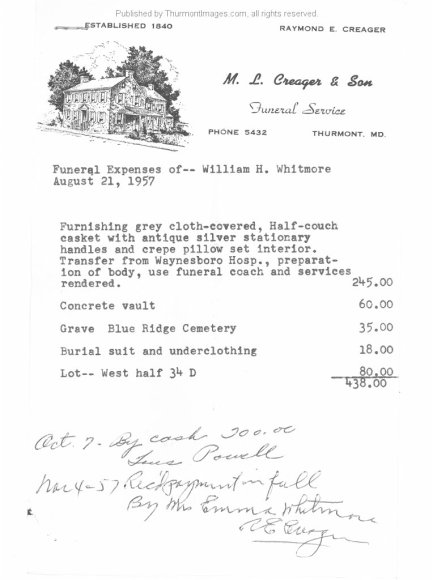 Published by ThurmontImages.com, all rights reserved.
ESTABLISHED 1840
RAYMOND E. CREAGER
M. L. Creager & Son
Funeral Service
PHONE 5432 THURMONT, MD.
Funeral Expenses of-- William H. Whitmore
August 21, 1957
Furnishing grey cloth-covered, Half-couch
casket with antique silver stationary
handles and crepe pillow set interior.
Transfer from Waynesboro Hosp., preparat-
ion of body, use funeral coach and services
rendered. 245.00
Concrete vault 60.00
Grave Blue Ridge Cemetery 35.00
Burial suit and underclothing 18.00
Lot-- West half 34 D 80.00
438.00
Oct. 7- By cash 200.00
Powell
Nov 4-57 Rec'd payment in full
By Mrs Emma Whitmore
R E Creager